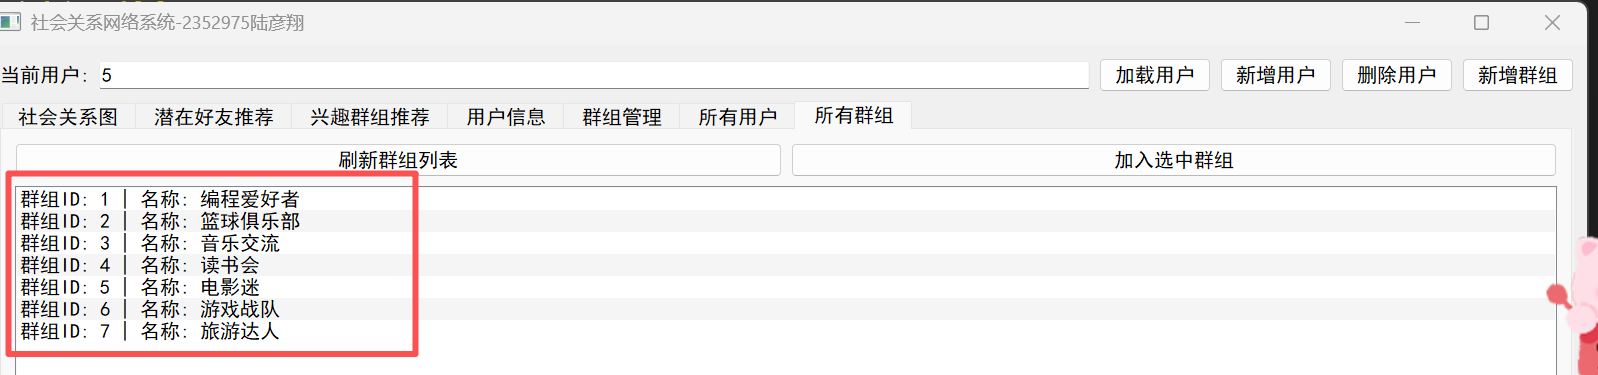 社会关系网络系统-2352975陆彦翔
当前用户: 5 加载用户 新增用户 删除用户 新增群组
社会关系图 潜在好友推荐 兴趣群组推荐 用户信息 群组管理 所有用户 所有群组
刷新群组列表 加入选中群组
群组ID: 1 | 名称: 编程爱好者
群组ID: 2 | 名称: 篮球俱乐部
群组ID: 3 | 名称: 音乐交流
群组ID: 4 | 名称: 读书会
群组ID: 5 | 名称: 电影迷
群组ID: 6 | 名称: 游戏战队
群组ID: 7 | 名称: 旅游达人